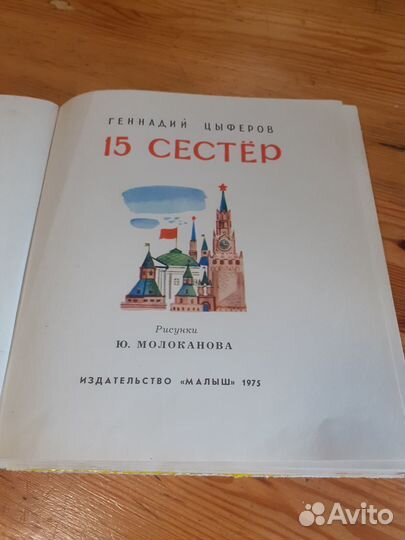 ГЕННАДИЙ ЦЫФЕРОВ
15 СЕСТЁР
Рисунки
Ю. МОЛОКАНОВА
ИЗДАТЕЛЬСТВО «МАЛЫШ» 1975
Avito